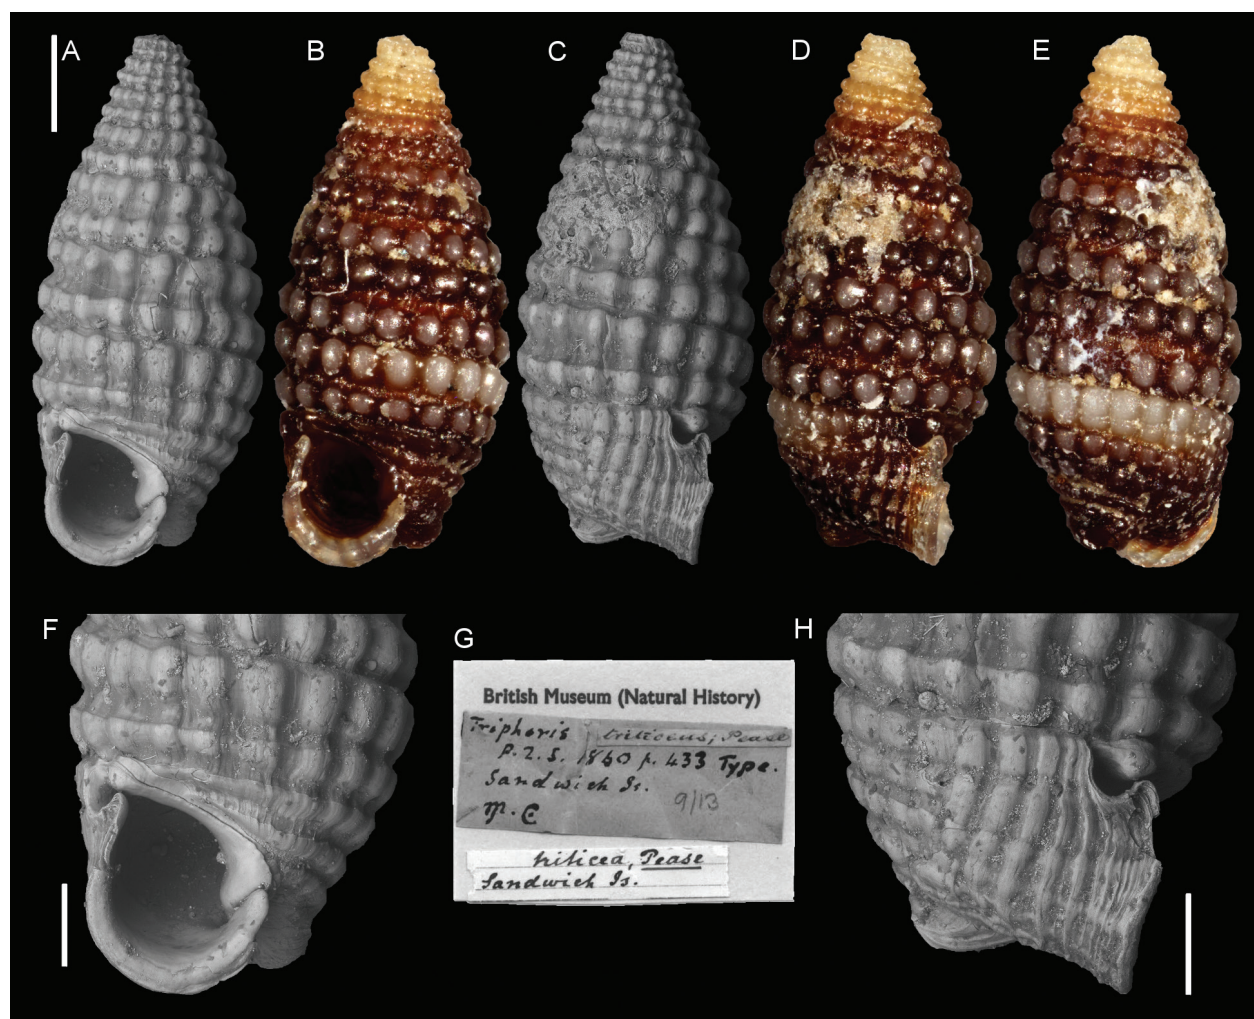 A
B
C
D
E
F
G
H
British Museum (Natural History)
Triphoris triticeus, Pease
P. Z. S. 1860 p. 433 Type.
Sandwich Is.
M. C
9/13
triticea, Pease
Sandwich Is.